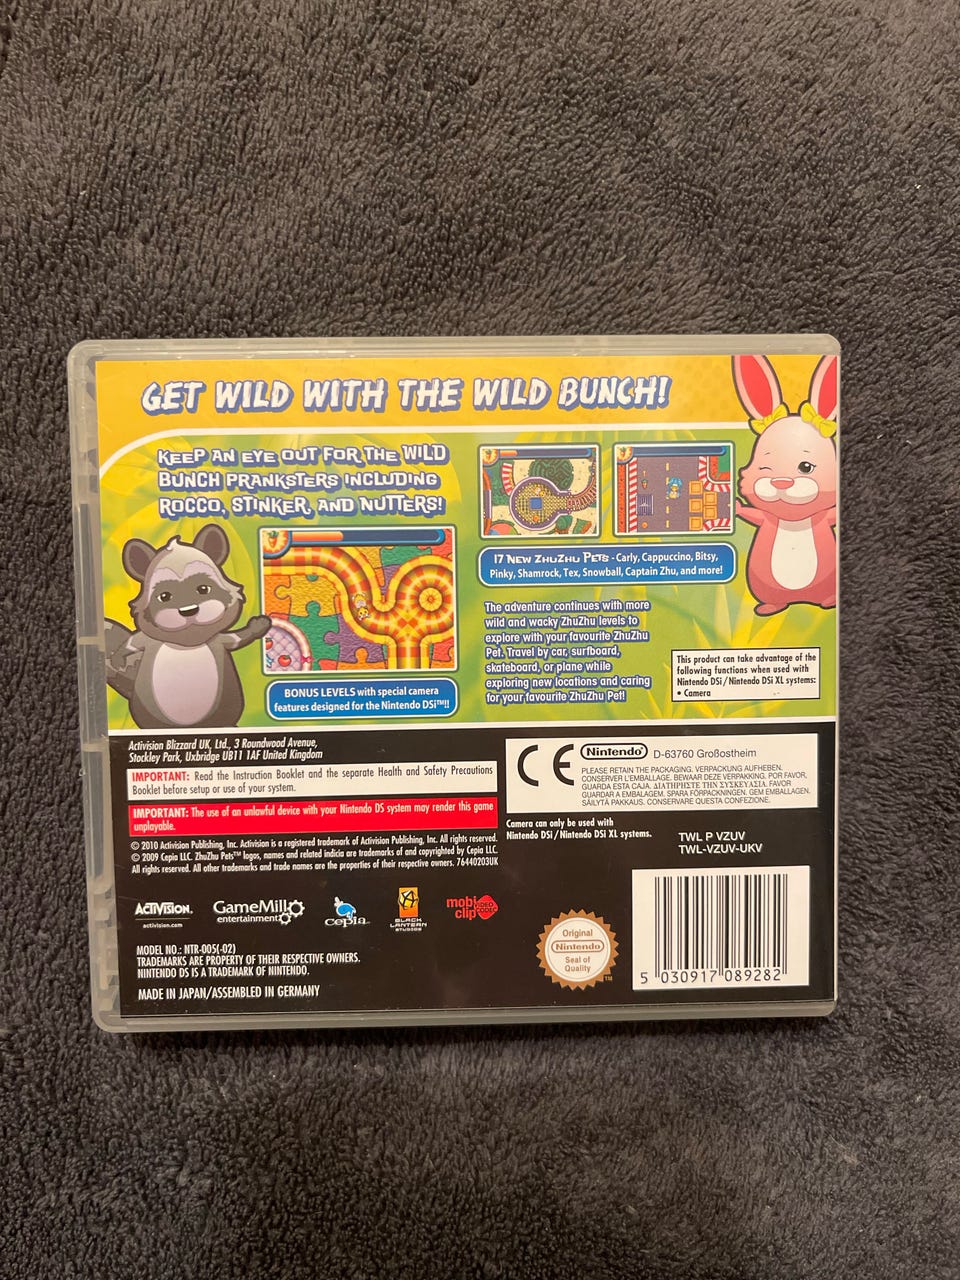 GET WILD WITH THE WILD BUNCH!
KEEP AN EYE OUT FOR THE WILD
BUNCH PRANKSTERS INCLUDING
ROCCO, STINKER, AND NUTTERS!
17 NEW ZHUZHU PETS - Carly, Cappuccino, Bitsy,
Pinky, Shamrock, Tex, Snowball, Captain Zhu, and more!
The adventure continues with more
wild and wacky ZhuZhu levels to
explore with your favourite ZhuZhu
Pet. Travel by car, surfboard,
skateboard, or plane while
exploring new locations and caring
for your favourite ZhuZhu Pet!
This product can take advantage of the
following functions when used with
Nintendo DSi / Nintendo DSi XL systems:
• Camera
BONUS LEVELS with special camera
features designed for the Nintendo DSi™!!
Activision Blizzard UK, Ltd., 3 Roundwood Avenue,
Stockley Park, Uxbridge UB11 1AF United Kingdom
IMPORTANT: Read the Instruction Booklet and the separate Health and Safety Precautions
Booklet before setup or use of your system.
IMPORTANT: The use of an unlawful device with your Nintendo DS system may render this game
unplayable.
© 2010 Activision Publishing, Inc. Activision is a registered trademark of Activision Publishing, Inc. All rights reserved.
© 2009 Cepia LLC. ZhuZhu Pets™ logos, names and related indicia are trademarks of and copyrighted by Cepia LLC.
All rights reserved. All other trademarks and trade names are the properties of their respective owners. 76440203UK
CE Nintendo D-63760 Großostheim
PLEASE RETAIN THE PACKAGING. VERPACKUNG AUFHEBEN.
CONSERVER L'EMBALLAGE. BEWAAR DEZE VERPAKKING. POR FAVOR,
GUARDA ESTA CAJA. ΔΙΑΤΗΡΗΣΤΕ ΤΗΝ ΣΥΣΚΕΥΑΣΙΑ. FAVOR
GUARDAR A EMBALAGEM. SPARA FÖRPACKNINGEN. GEM EMBALLAGEN.
SÄILYTÄ PAKKAUS. CONSERVARE QUESTA CONFEZIONE.
Camera can only be used with
Nintendo DSi / Nintendo DSi XL systems.
TWL P VZUV
TWL-VZUV-UKV
ACTIVISION.
activision.com
GameMill
entertainment
cepia
BLACK
LANTERN
STUDIOS
mobi
clip
VIDEO
CODEC
MODEL NO.: NTR-005(-02)
TRADEMARKS ARE PROPERTY OF THEIR RESPECTIVE OWNERS.
NINTENDO DS IS A TRADEMARK OF NINTENDO.
MADE IN JAPAN/ASSEMBLED IN GERMANY
Original
Nintendo
Seal of
Quality
TM
5 030917 089282